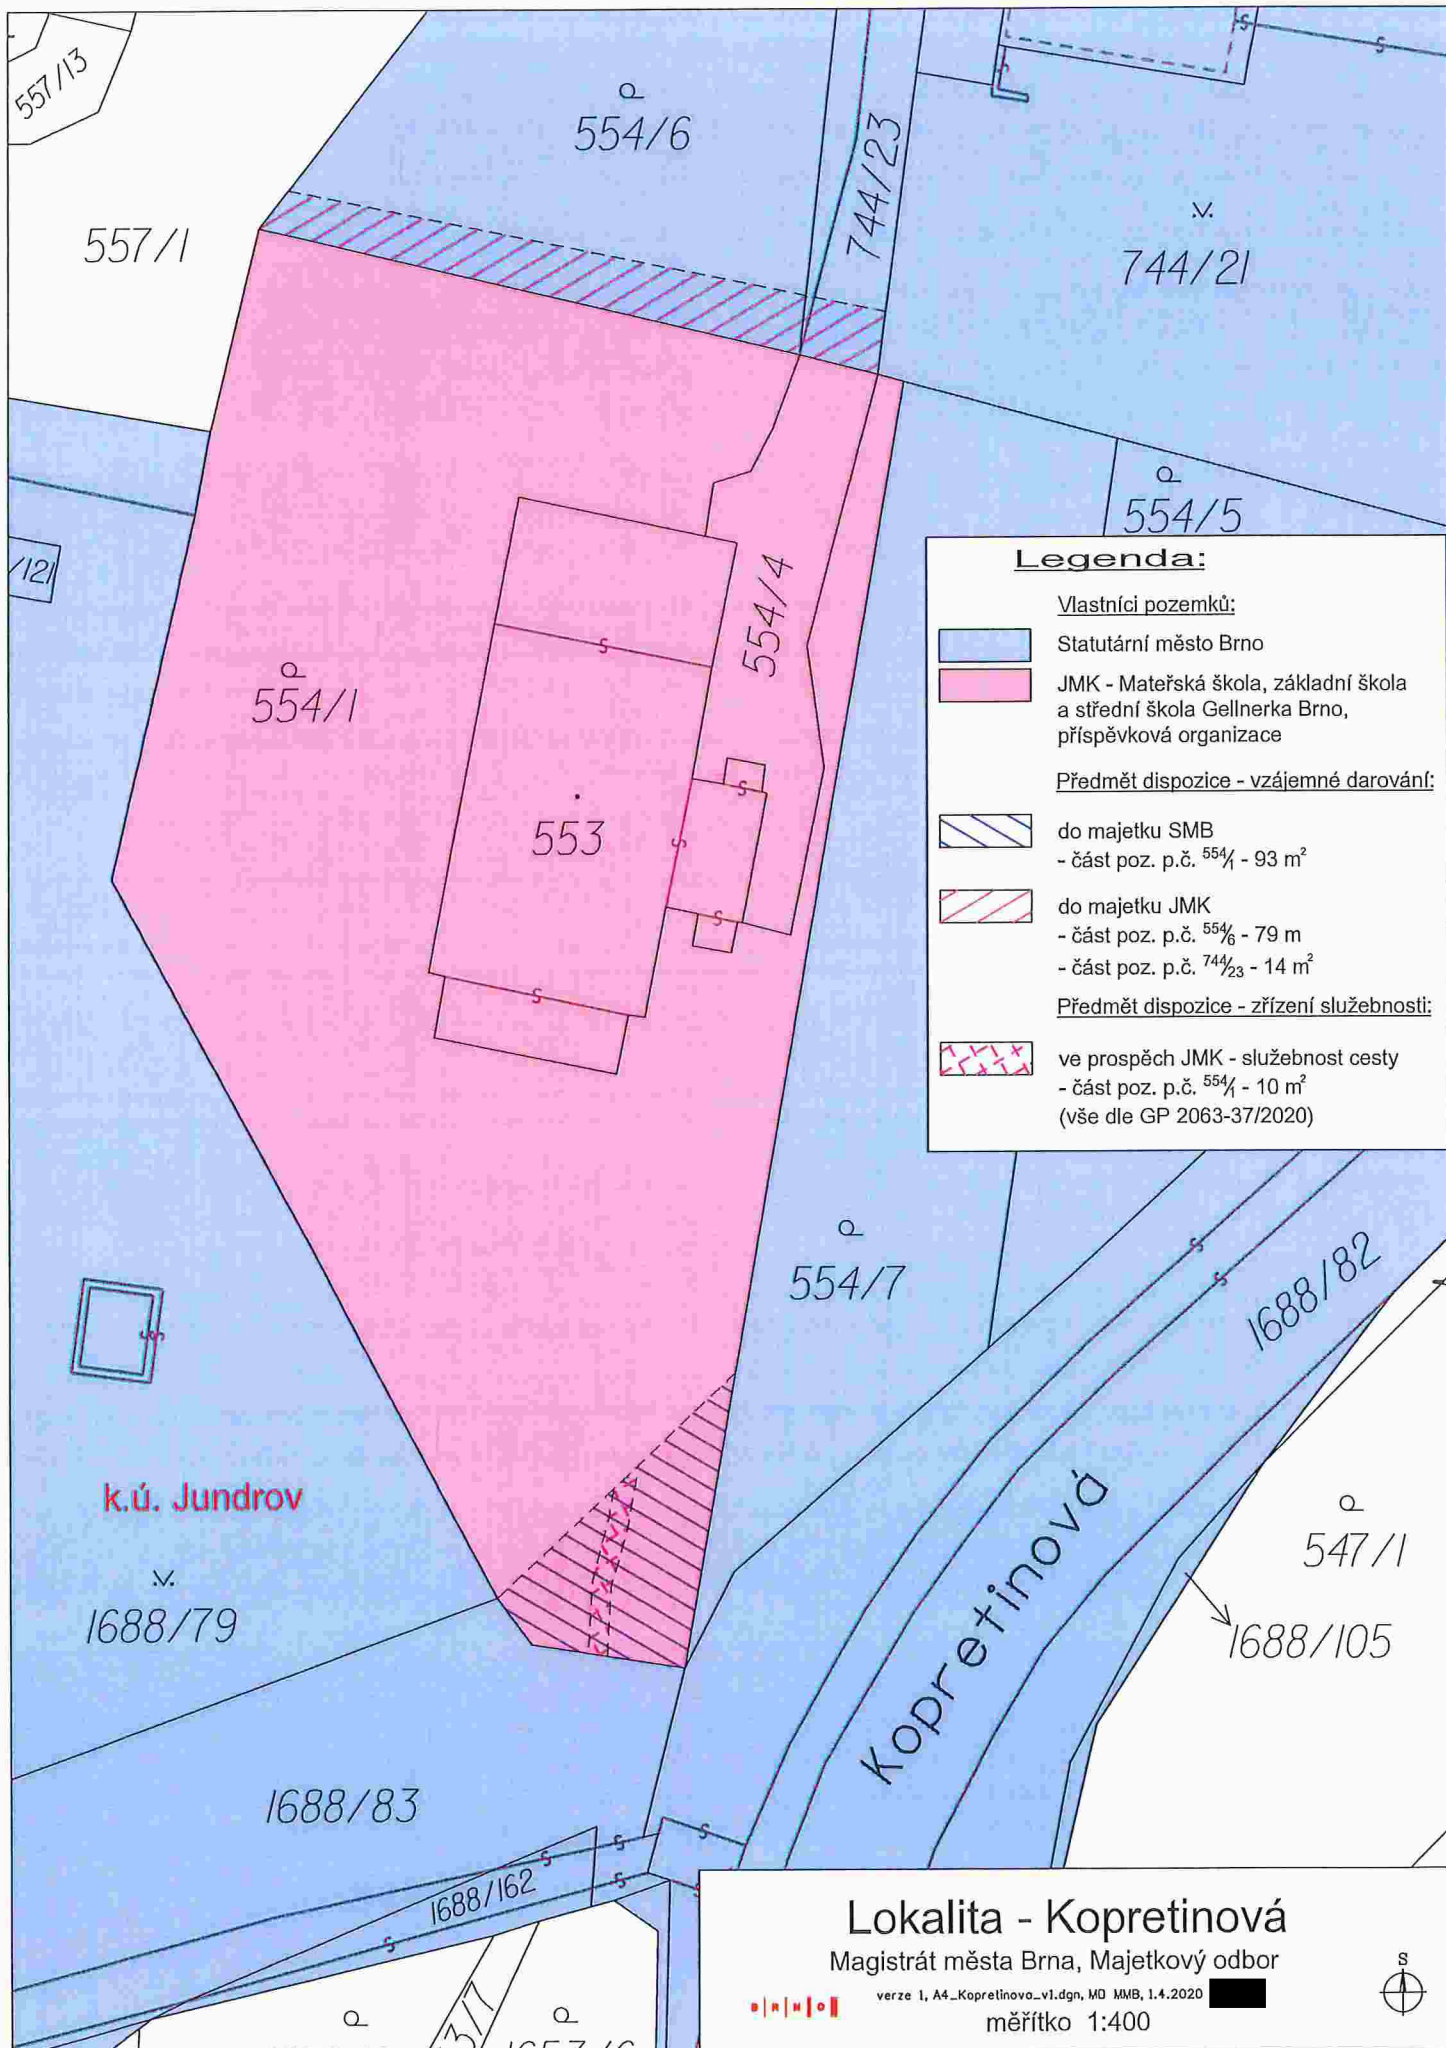 557/13
P
554/6
744/23
557/1
v.
744/21
P
554/5
/121
P
554/1
554/4
553
Legenda:
Vlastníci pozemků:
Statutární město Brno
JMK - Mateřská škola, základní škola
a střední škola Gellnerka Brno,
příspěvková organizace
Předmět dispozice - vzájemné darování:
do majetku SMB
- část poz. p.č. 554/1 - 93 m²
do majetku JMK
- část poz. p.č. 554/6 - 79 m
- část poz. p.č. 744/23 - 14 m²
Předmět dispozice - zřízení služebnosti:
ve prospěch JMK - služebnost cesty
- část poz. p.č. 554/1 - 10 m²
(vše dle GP 2063-37/2020)
P
554/7
1688/82
k.ú. Jundrov
v.
1688/79
P
547/1
1688/105
Kopretinová
1688/83
1688/162
P
37/7
P
Lokalita - Kopretinová
Magistrát města Brna, Majetkový odbor
verze 1, A4_Kopretinova_v1.dgn, MO MMB, 1.4.2020
BRNO
měřítko 1:400
S